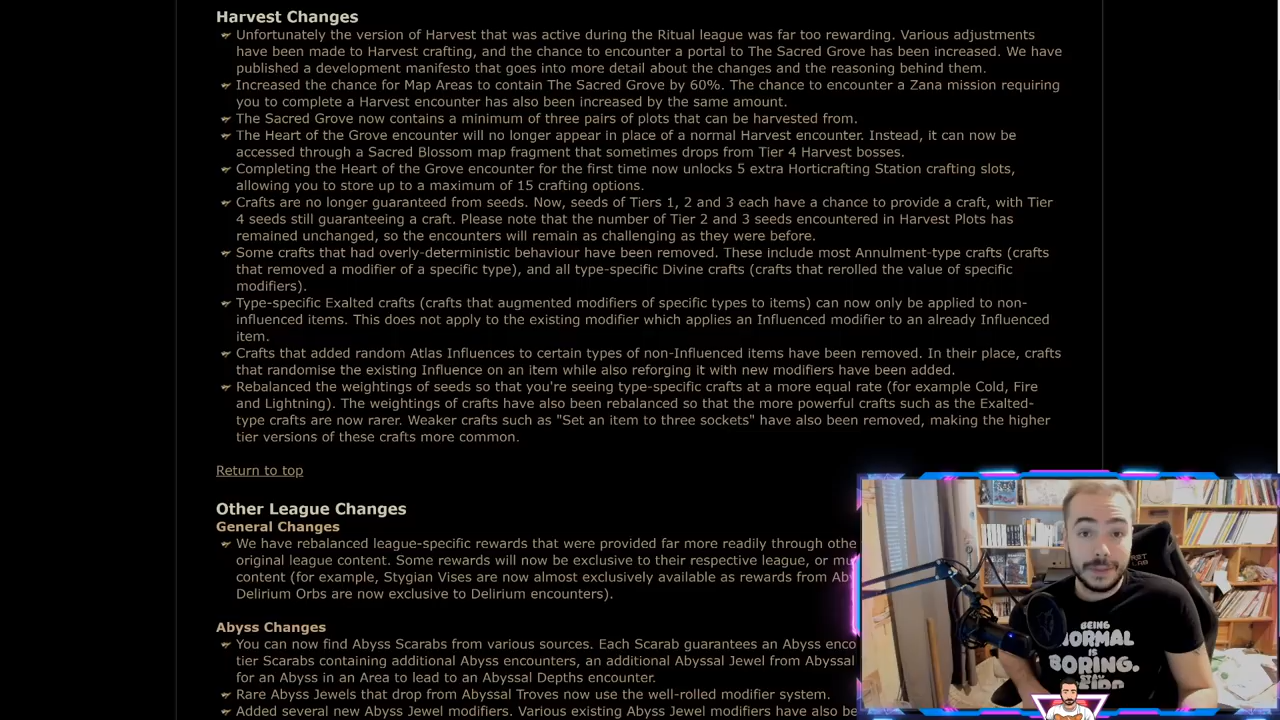 Harvest Changes
Unfortunately the version of Harvest that was active during the Ritual league was far too rewarding. Various adjustments
have been made to Harvest crafting, and the chance to encounter a portal to The Sacred Grove has been increased. We have
published a development manifesto that goes into more detail about the changes and the reasoning behind them.
Increased the chance for Map Areas to contain The Sacred Grove by 60%. The chance to encounter a Zana mission requiring
you to complete a Harvest encounter has also been increased by the same amount.
The Sacred Grove now contains a minimum of three pairs of plots that can be harvested from.
The Heart of the Grove encounter will no longer appear in place of a normal Harvest encounter. Instead, it can now be
accessed through a Sacred Blossom map fragment that sometimes drops from Tier 4 Harvest bosses.
Completing the Heart of the Grove encounter for the first time now unlocks 5 extra Horticrafting Station crafting slots,
allowing you to store up to a maximum of 15 crafting options.
Crafts are no longer guaranteed from seeds. Now, seeds of Tiers 1, 2 and 3 each have a chance to provide a craft, with Tier
4 seeds still guaranteeing a craft. Please note that the number of Tier 2 and 3 seeds encountered in Harvest Plots has
remained unchanged, so the encounters will remain as challenging as they were before.
Some crafts that had overly-deterministic behaviour have been removed. These include most Annulment-type crafts (crafts
that removed a modifier of a specific type), and all type-specific Divine crafts (crafts that rerolled the value of specific
modifiers).
Type-specific Exalted crafts (crafts that augmented modifiers of specific types to items) can now only be applied to non-
influenced items. This does not apply to the existing modifier which applies an Influenced modifier to an already Influenced
item.
Crafts that added random Atlas Influences to certain types of non-Influenced items have been removed. In their place, crafts
that randomise the existing Influence on an item while also reforging it with new modifiers have been added.
Rebalanced the weightings of seeds so that you're seeing type-specific crafts at a more equal rate (for example Cold, Fire
and Lightning). The weightings of crafts have also been rebalanced so that the more powerful crafts such as the Exalted-
type crafts are now rarer. Weaker crafts such as "Set an item to three sockets" have also been removed, making the higher
tier versions of these crafts more common.
Return to top
Other League Changes
General Changes
We have rebalanced league-specific rewards that were provided far more readily through othe
original league content. Some rewards will now be exclusive to their respective league, or mu
content (for example, Stygian Vises are now almost exclusively available as rewards from Ab
Delirium Orbs are now exclusive to Delirium encounters).
Abyss Changes
You can now find Abyss Scarabs from various sources. Each Scarab guarantees an Abyss enco
tier Scarabs containing additional Abyss encounters, an additional Abyssal Jewel from Abyssal
for an Abyss in an Area to lead to an Abyssal Depths encounter.
Rare Abyss Jewels that drop from Abyssal Troves now use the well-rolled modifier system.
Added several new Abyss Jewel modifiers. Various existing Abyss Jewel modifiers have also be
BEING
NORMAL
IS
BORING.